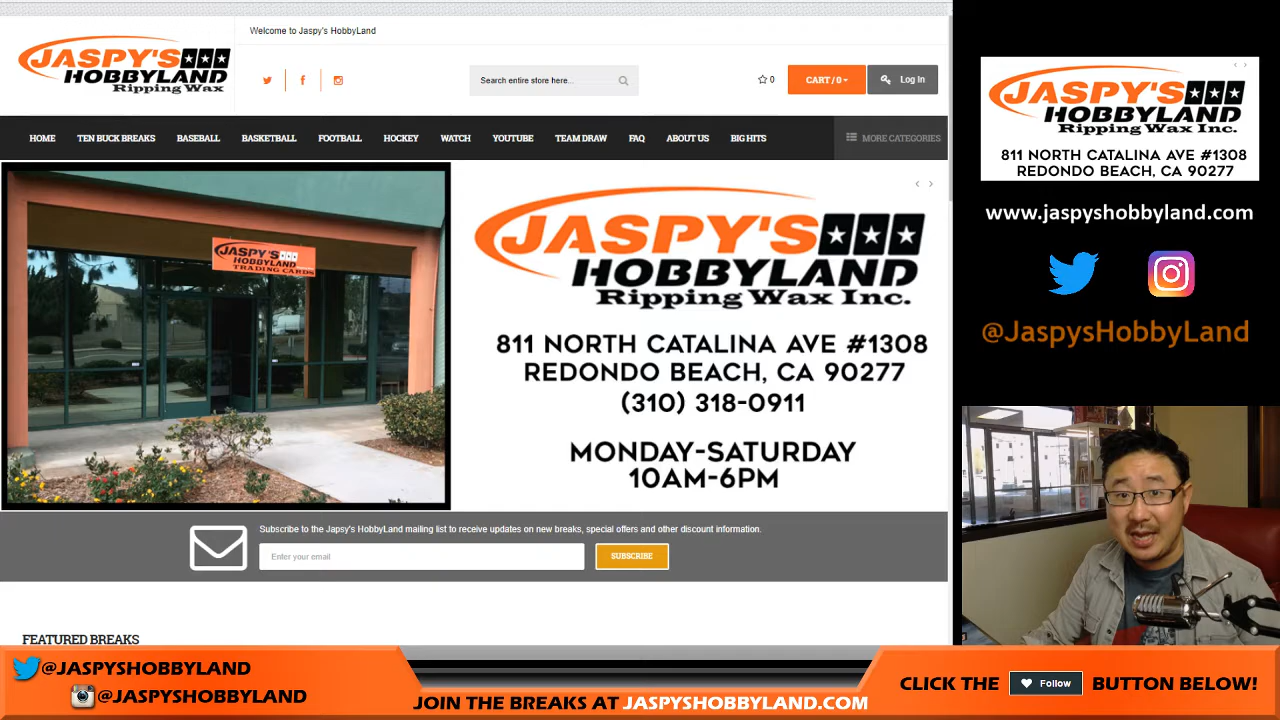 JASPY'S
HOBBYLAND
Ripping Wax
Welcome to Jaspy's HobbyLand
Search entire store here...
0
CART / 0
Log In
HOME
TEN BUCK BREAKS
BASEBALL
BASKETBALL
FOOTBALL
HOCKEY
WATCH
YOUTUBE
TEAM DRAW
FAQ
ABOUT US
BIG HITS
MORE CATEGORIES
JASPY'S
HOBBYLAND
TRADING CARDS
JASPY'S
HOBBYLAND
Ripping Wax Inc.
811 NORTH CATALINA AVE #1308
REDONDO BEACH, CA 90277
(310) 318-0911
MONDAY-SATURDAY
10AM-6PM
Subscribe to the Japsy's HobbyLand mailing list to receive updates on new breaks, special offers and other discount information.
Enter your email
SUBSCRIBE
FEATURED BREAKS
JASPY'S
HOBBYLAND
Ripping Wax Inc.
811 NORTH CATALINA AVE #1308
REDONDO BEACH, CA 90277
www.jaspyshobbyland.com
@JaspysHobbyLand
@JASPYSHOBBYLAND
@JASPYSHOBBYLAND
JOIN THE BREAKS AT JASPYSHOBBYLAND.COM
CLICK THE Follow BUTTON BELOW!